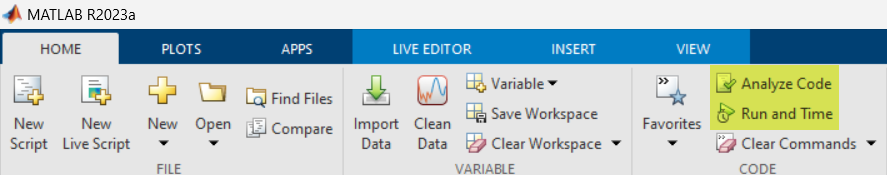 MATLAB R2023a
HOME PLOTS APPS LIVE EDITOR INSERT VIEW
New Script
New Live Script
New
Open
Find Files
Compare
FILE
Import Data
Clean Data
Variable
Save Workspace
Clear Workspace
VARIABLE
Favorites
Analyze Code
Run and Time
Clear Commands
CODE